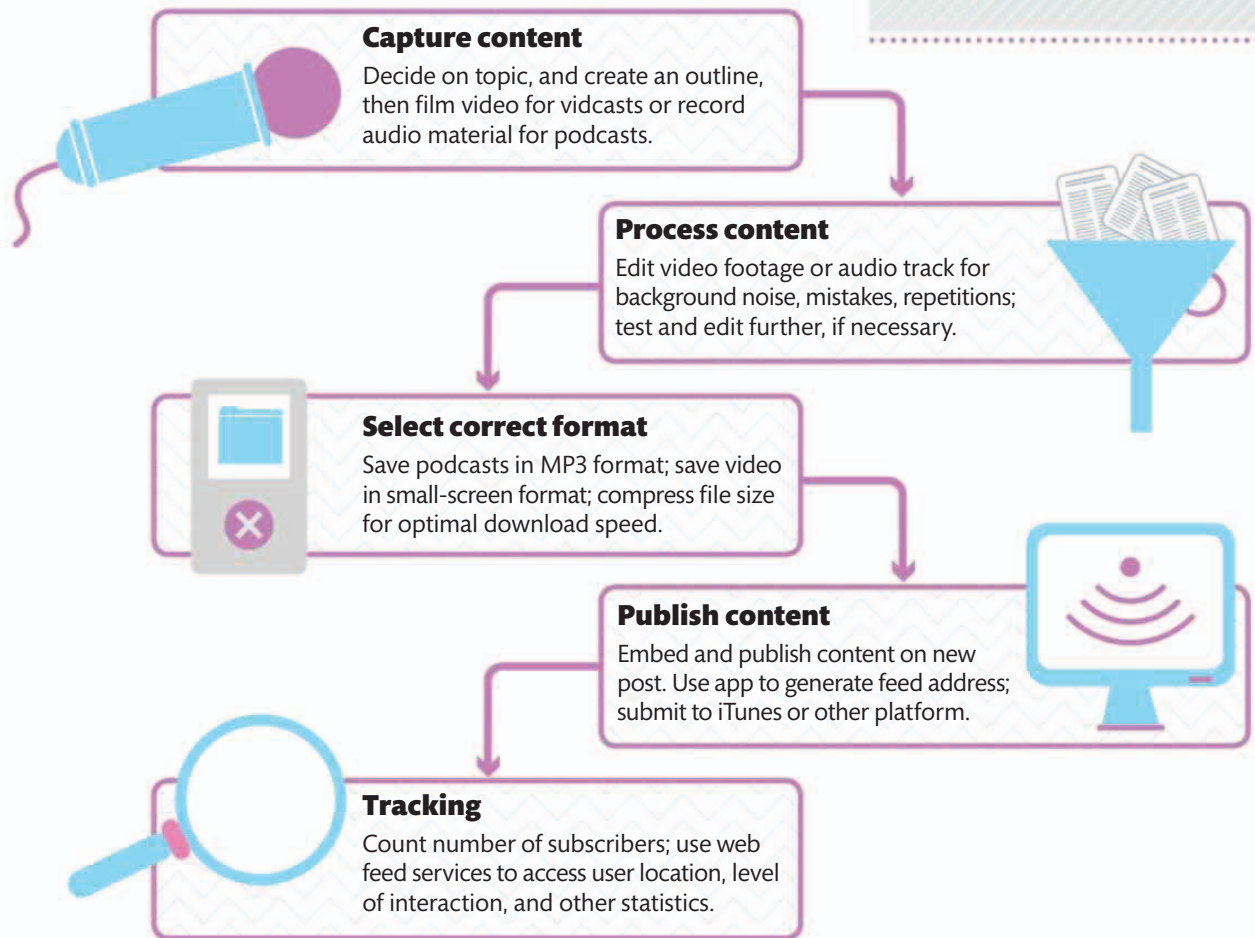 Capture content
Decide on topic, and create an outline,
then film video for vidcasts or record
audio material for podcasts.
Process content
Edit video footage or audio track for
background noise, mistakes, repetitions;
test and edit further, if necessary.
Select correct format
Save podcasts in MP3 format; save video
in small-screen format; compress file size
for optimal download speed.
Publish content
Embed and publish content on new
post. Use app to generate feed address;
submit to iTunes or other platform.
Tracking
Count number of subscribers; use web
feed services to access user location, level
of interaction, and other statistics.